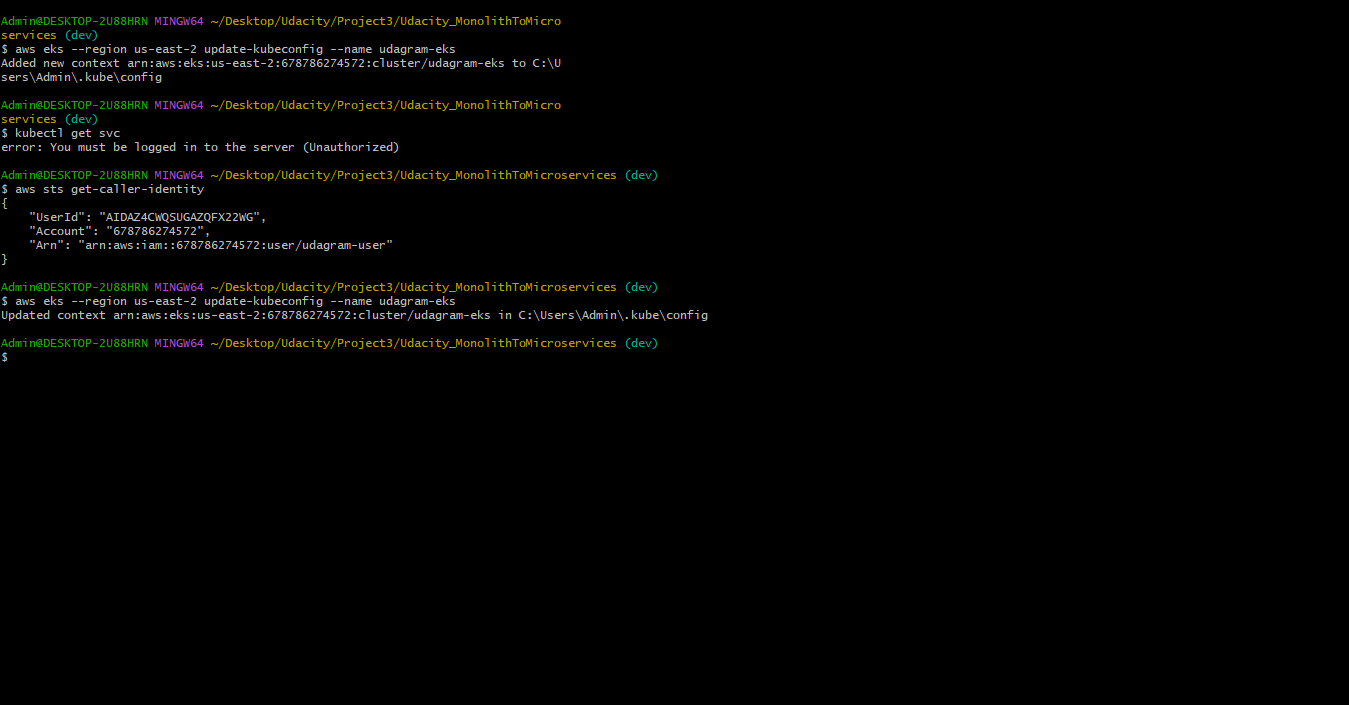 Admin@DESKTOP-2U88HRN MINGW64 ~/Desktop/Udacity/Project3/Udacity_MonolithToMicro
services (dev)
$ aws eks --region us-east-2 update-kubeconfig --name udagram-eks
Added new context arn:aws:eks:us-east-2:678786274572:cluster/udagram-eks to C:\U
sers\Admin\.kube\config
Admin@DESKTOP-2U88HRN MINGW64 ~/Desktop/Udacity/Project3/Udacity_MonolithToMicro
services (dev)
$ kubectl get svc
error: You must be logged in to the server (Unauthorized)
Admin@DESKTOP-2U88HRN MINGW64 ~/Desktop/Udacity/Project3/Udacity_MonolithToMicroservices (dev)
$ aws sts get-caller-identity
{
    "UserId": "AIDAZ4CWQSUGAZQFX22WG",
    "Account": "678786274572",
    "Arn": "arn:aws:iam::678786274572:user/udagram-user"
}
Admin@DESKTOP-2U88HRN MINGW64 ~/Desktop/Udacity/Project3/Udacity_MonolithToMicroservices (dev)
$ aws eks --region us-east-2 update-kubeconfig --name udagram-eks
Updated context arn:aws:eks:us-east-2:678786274572:cluster/udagram-eks in C:\Users\Admin\.kube\config
Admin@DESKTOP-2U88HRN MINGW64 ~/Desktop/Udacity/Project3/Udacity_MonolithToMicroservices (dev)
$